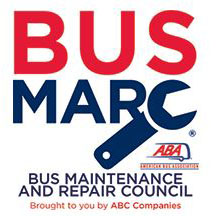 BUS
MARC
®
ABA
AMERICAN BUS ASSOCIATION
BUS MAINTENANCE
AND REPAIR COUNCIL
Brought to you by ABC Companies